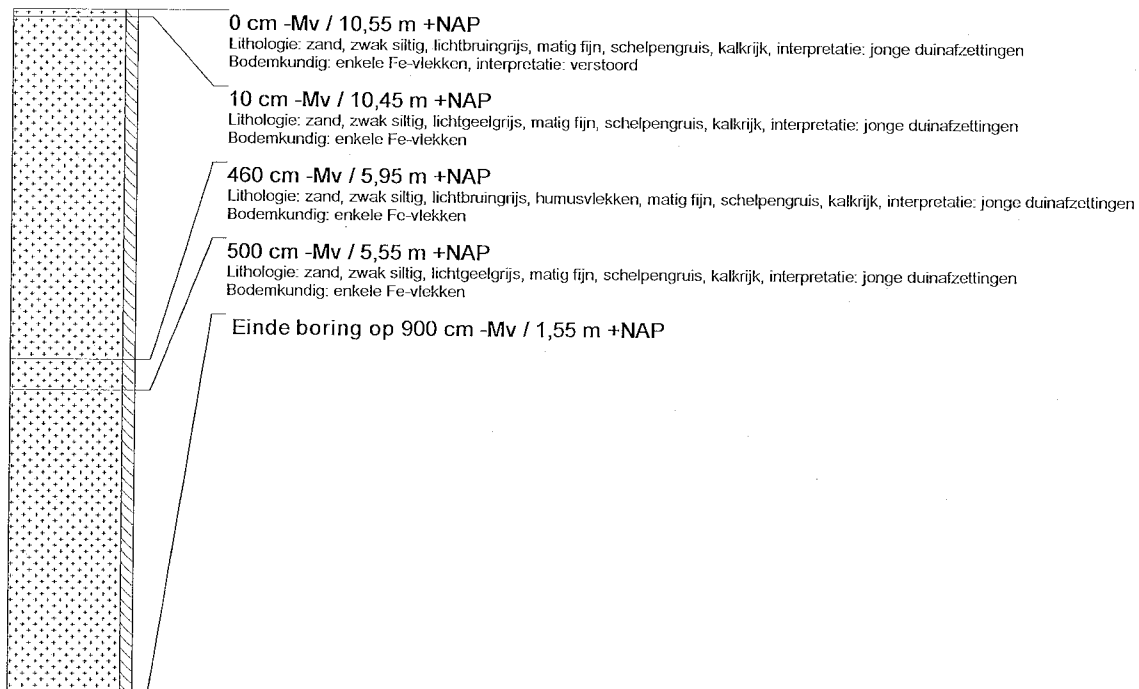 0 cm -Mv / 10,55 m +NAP
Lithologie: zand, zwak siltig, lichtbruingrijs, matig fijn, schelpengruis, kalkrijk, interpretatie: jonge duinafzettingen
Bodemkundig: enkele Fe-vlekken, interpretatie: verstoord
10 cm -Mv / 10,45 m +NAP
Lithologie: zand, zwak siltig, lichtgeelgrijs, matig fijn, schelpengruis, kalkrijk, interpretatie: jonge duinafzettingen
Bodemkundig: enkele Fe-vlekken
460 cm -Mv / 5,95 m +NAP
Lithologie: zand, zwak siltig, lichtbruingrijs, humusvlekken, matig fijn, schelpengruis, kalkrijk, interpretatie: jonge duinafzettingen
Bodemkundig: enkele Fe-vlekken
500 cm -Mv / 5,55 m +NAP
Lithologie: zand, zwak siltig, lichtgeelgrijs, matig fijn, schelpengruis, kalkrijk, interpretatie: jonge duinafzettingen
Bodemkundig: enkele Fe-vlekken
Einde boring op 900 cm -Mv / 1,55 m +NAP